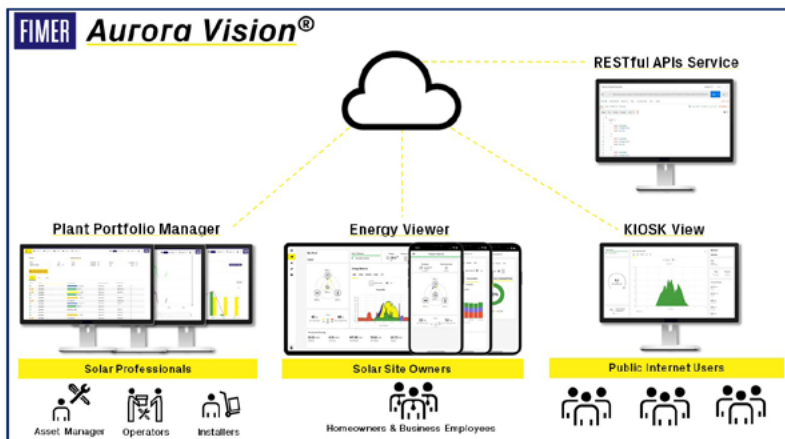 FIMER Aurora Vision®
RESTful APIs Service
Plant Portfolio Manager
Energy Viewer
KIOSK View
Solar Professionals
Solar Site Owners
Public Internet Users
Asset Manager
Operators
Installers
Homeowners & Business Employees